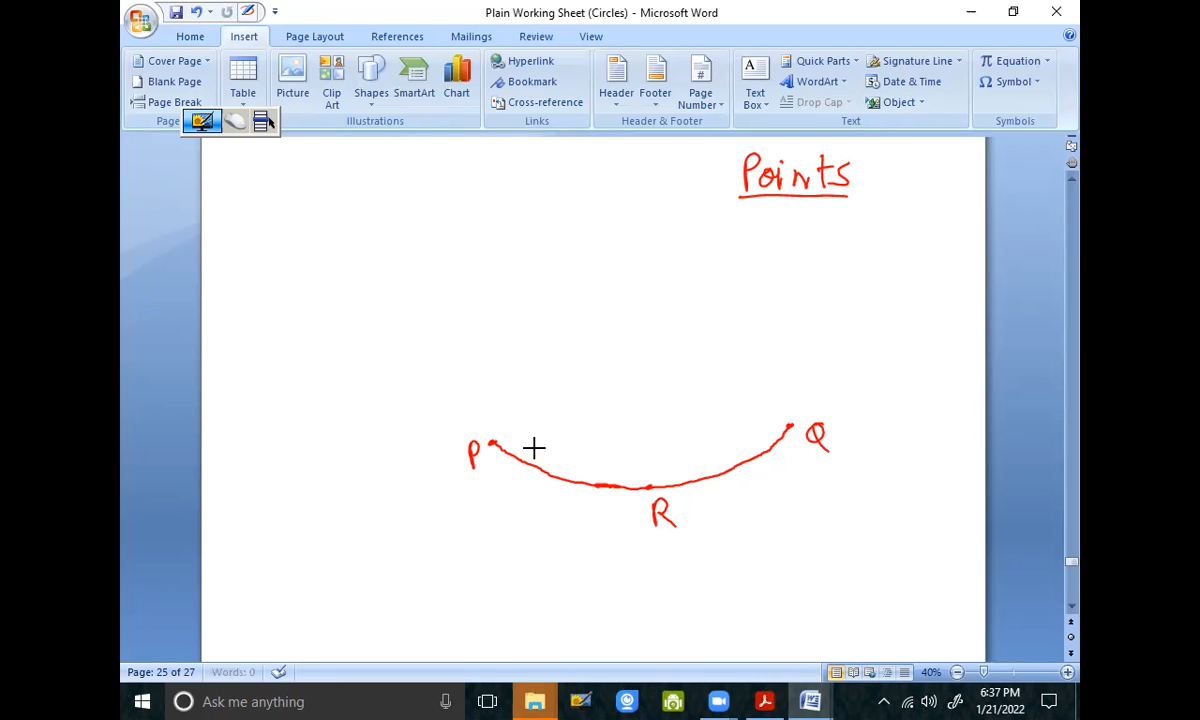 Plain Working Sheet (Circles) - Microsoft Word
Home Insert Page Layout References Mailings Review View
Cover Page
Blank Page
Page Break
Table
Picture
Clip Art
Shapes
SmartArt
Chart
Hyperlink
Bookmark
Cross-reference
Header
Footer
Page Number
Text Box
Quick Parts
WordArt
Drop Cap
Signature Line
Date & Time
Object
Equation
Symbol
Page
Illustrations
Links
Header & Footer
Text
Symbols
Points
P
Q
R
Page: 25 of 27 Words: 0 40%
Ask me anything
6:37 PM
1/21/2022